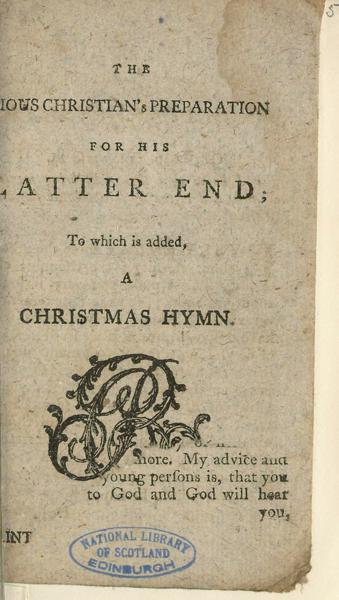 5
THE
IOUS CHRISTIAN's PREPARATION
FOR HIS
LATTER END;
To which is added,
A
CHRISTMAS HYMN.
more. My advice and
young perſons is, that you
to God and God will hear
you,
INT
NATIONAL LIBRARY
OF SCOTLAND
EDINBURGH